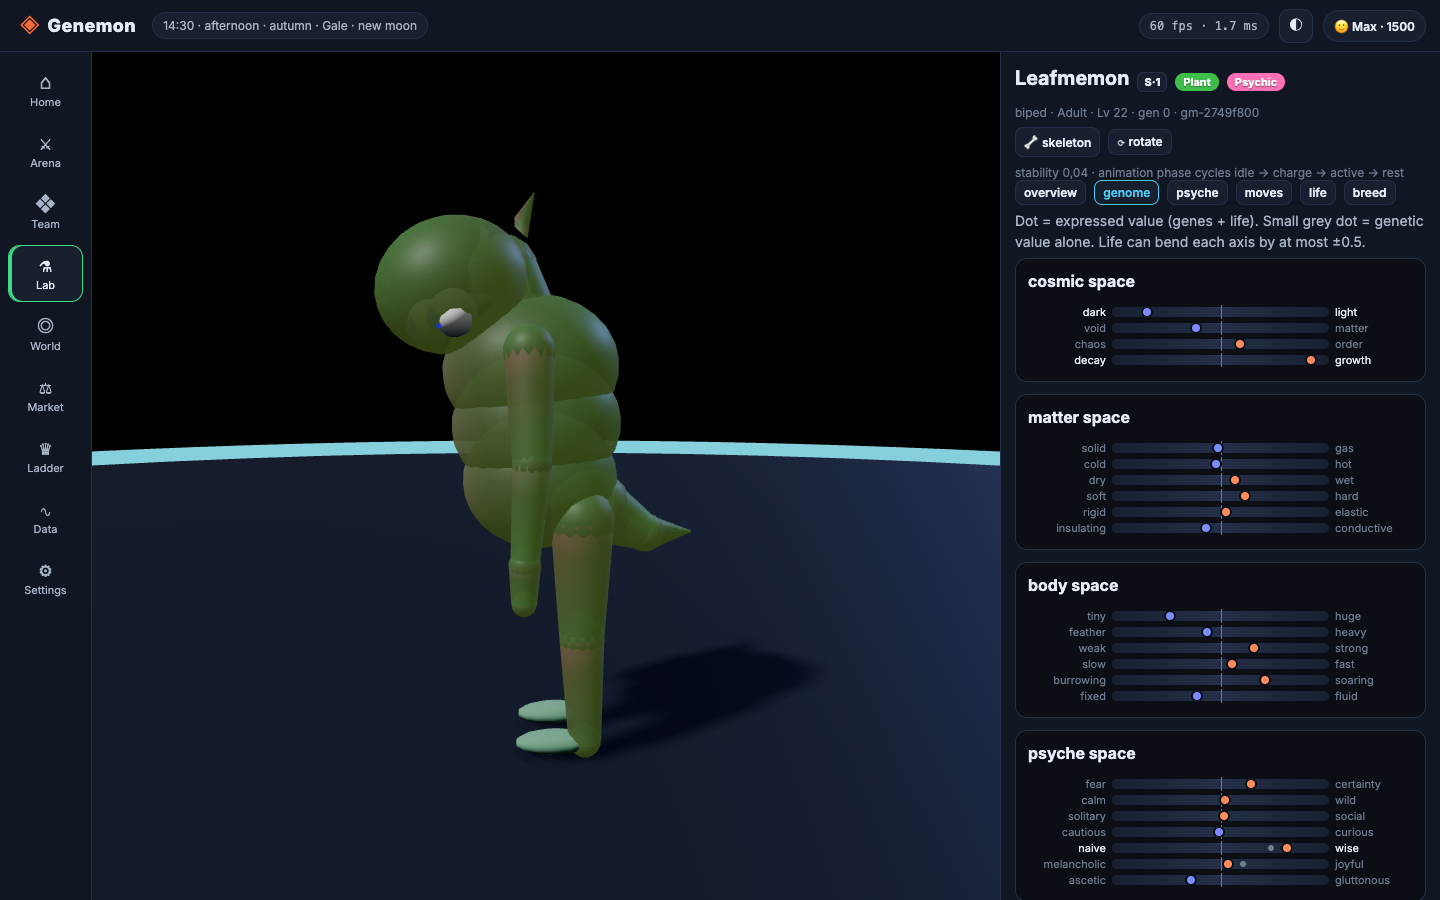 Genemon
14:30 · afternoon · autumn · Gale · new moon
60 fps · 1.7 ms
Max · 1500
Home
Arena
Team
Lab
World
Market
Ladder
Data
Settings
Leafmemon S·1 Plant Psychic
biped · Adult · Lv 22 · gen 0 · gm-2749f800
skeleton rotate
stability 0,04 · animation phase cycles idle → charge → active → rest
overview genome psyche moves life breed
Dot = expressed value (genes + life). Small grey dot = genetic
value alone. Life can bend each axis by at most ±0.5.
cosmic space
dark light
void matter
chaos order
decay growth
matter space
solid gas
cold hot
dry wet
soft hard
rigid elastic
insulating conductive
body space
tiny huge
feather heavy
weak strong
slow fast
burrowing soaring
fixed fluid
psyche space
fear certainty
calm wild
solitary social
cautious curious
naive wise
melancholic joyful
ascetic gluttonous